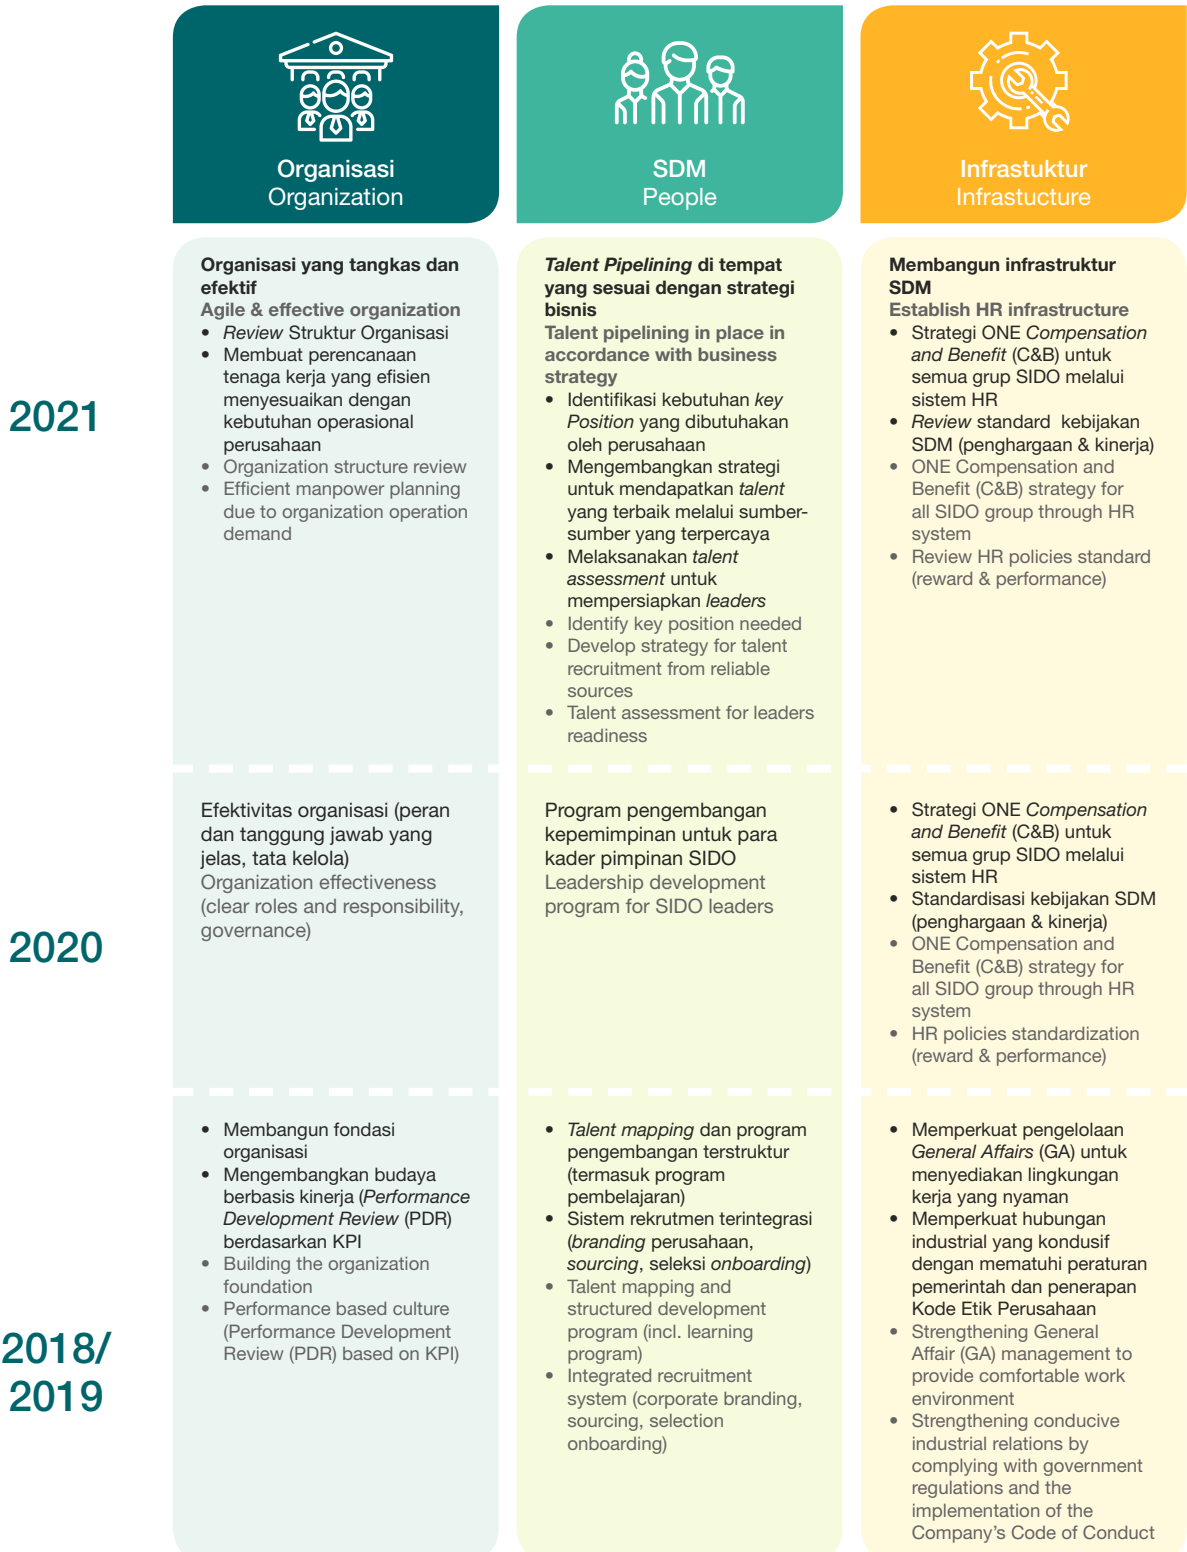 Organisasi
Organization
SDM
People
Infrastuktur
Infrastucture
2021
Organisasi yang tangkas dan
efektif
Agile & effective organization
• Review Struktur Organisasi
• Membuat perencanaan
tenaga kerja yang efisien
menyesuaikan dengan
kebutuhan operasional
perusahaan
• Organization structure review
• Efficient manpower planning
due to organization operation
demand
Talent Pipelining di tempat
yang sesuai dengan strategi
bisnis
Talent pipelining in place in
accordance with business
strategy
• Identifikasi kebutuhan key
Position yang dibutuhakan
oleh perusahaan
• Mengembangkan strategi
untuk mendapatkan talent
yang terbaik melalui sumber-
sumber yang terpercaya
• Melaksanakan talent
assessment untuk
mempersiapkan leaders
• Identify key position needed
• Develop strategy for talent
recruitment from reliable
sources
• Talent assessment for leaders
readiness
Membangun infrastruktur
SDM
Establish HR infrastructure
• Strategi ONE Compensation
and Benefit (C&B) untuk
semua grup SIDO melalui
sistem HR
• Review standard kebijakan
SDM (penghargaan & kinerja)
• ONE Compensation and
Benefit (C&B) strategy for
all SIDO group through HR
system
• Review HR policies standard
(reward & performance)
2020
Efektivitas organisasi (peran
dan tanggung jawab yang
jelas, tata kelola)
Organization effectiveness
(clear roles and responsibility,
governance)
Program pengembangan
kepemimpinan untuk para
kader pimpinan SIDO
Leadership development
program for SIDO leaders
• Strategi ONE Compensation
and Benefit (C&B) untuk
semua grup SIDO melalui
sistem HR
• Standardisasi kebijakan SDM
(penghargaan & kinerja)
• ONE Compensation and
Benefit (C&B) strategy for
all SIDO group through HR
system
• HR policies standardization
(reward & performance)
2018/
2019
• Membangun fondasi
organisasi
• Mengembangkan budaya
berbasis kinerja (Performance
Development Review (PDR)
berdasarkan KPI
• Building the organization
foundation
• Performance based culture
(Performance Development
Review (PDR) based on KPI)
• Talent mapping dan program
pengembangan terstruktur
(termasuk program
pembelajaran)
• Sistem rekrutmen terintegrasi
(branding perusahaan,
sourcing, seleksi onboarding)
• Talent mapping and
structured development
program (incl. learning
program)
• Integrated recruitment
system (corporate branding,
sourcing, selection
onboarding)
• Memperkuat pengelolaan
General Affairs (GA) untuk
menyediakan lingkungan
kerja yang nyaman
• Memperkuat hubungan
industrial yang kondusif
dengan mematuhi peraturan
pemerintah dan penerapan
Kode Etik Perusahaan
• Strengthening General
Affair (GA) management to
provide comfortable work
environment
• Strengthening conducive
industrial relations by
complying with government
regulations and the
implementation of the
Company’s Code of Conduct